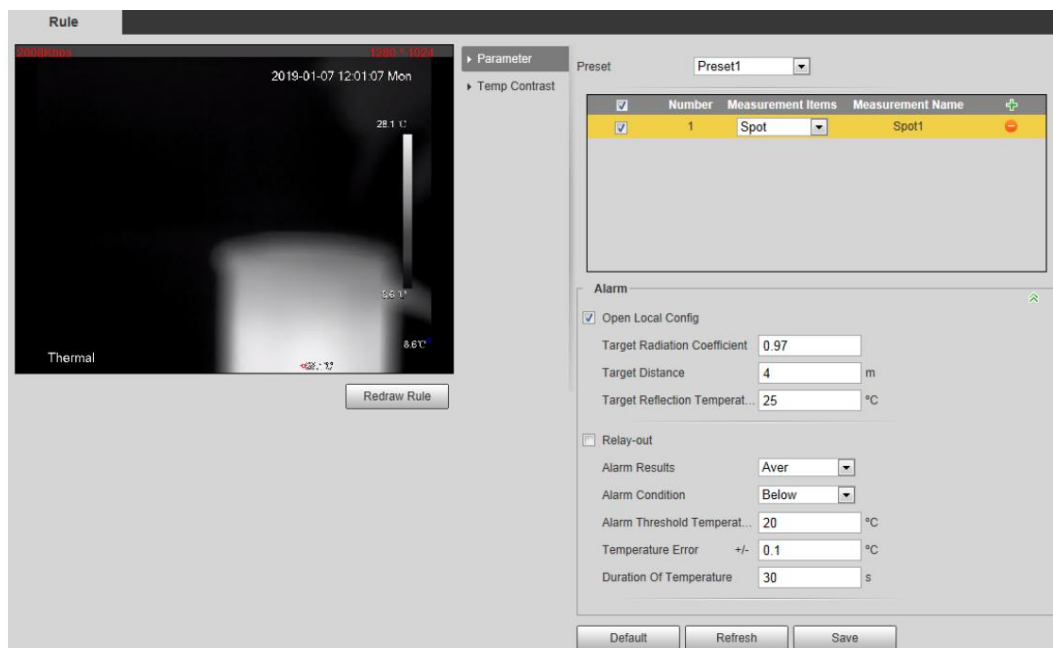 Rule
1280 * 1024
2019-01-07 12:01:07 Mon
28.1 ℃
8.6℃
Thermal
Redraw Rule
Parameter
Temp Contrast
Preset Preset1
Number Measurement Items Measurement Name
1 Spot Spot1
Alarm
Open Local Config
Target Radiation Coefficient 0.97
Target Distance 4 m
Target Reflection Temperat... 25 °C
Relay-out
Alarm Results Aver
Alarm Condition Below
Alarm Threshold Temperat... 20 °C
Temperature Error +/- 0.1 °C
Duration Of Temperature 30 s
Default Refresh Save